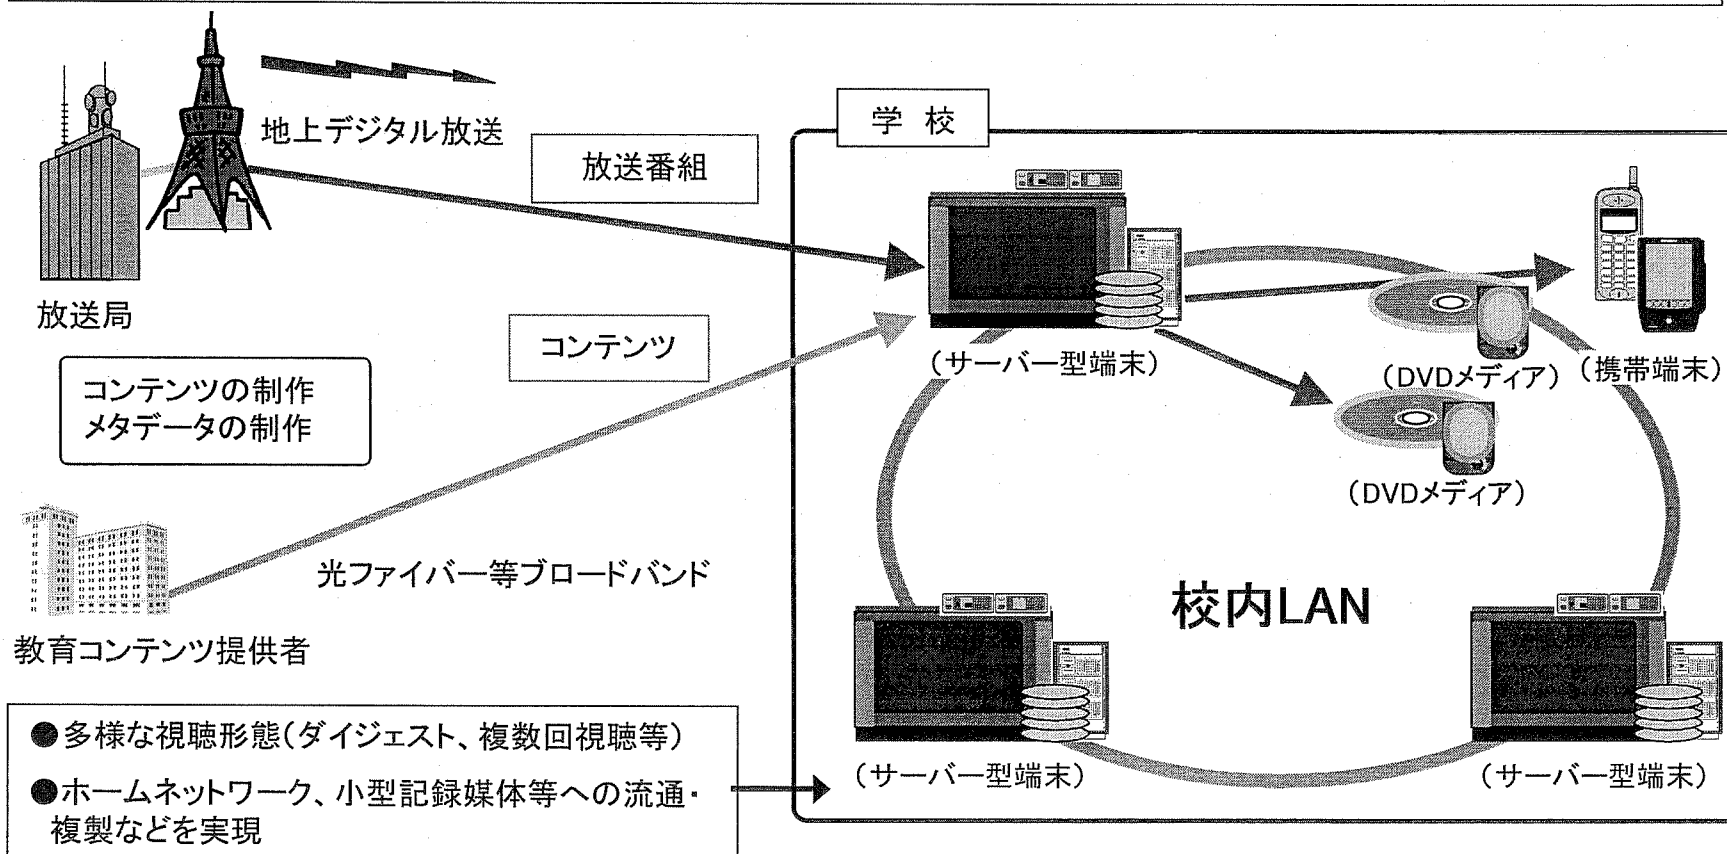 地上デジタル放送
放送番組
学 校
放送局
コンテンツ
コンテンツの制作
メタデータの制作
(サーバー型端末)
(DVDメディア)
(携帯端末)
(DVDメディア)
光ファイバー等ブロードバンド
校内LAN
教育コンテンツ提供者
●多様な視聴形態(ダイジェスト、複数回視聴等)
●ホームネットワーク、小型記録媒体等への流通・
複製などを実現
(サーバー型端末)
(サーバー型端末)